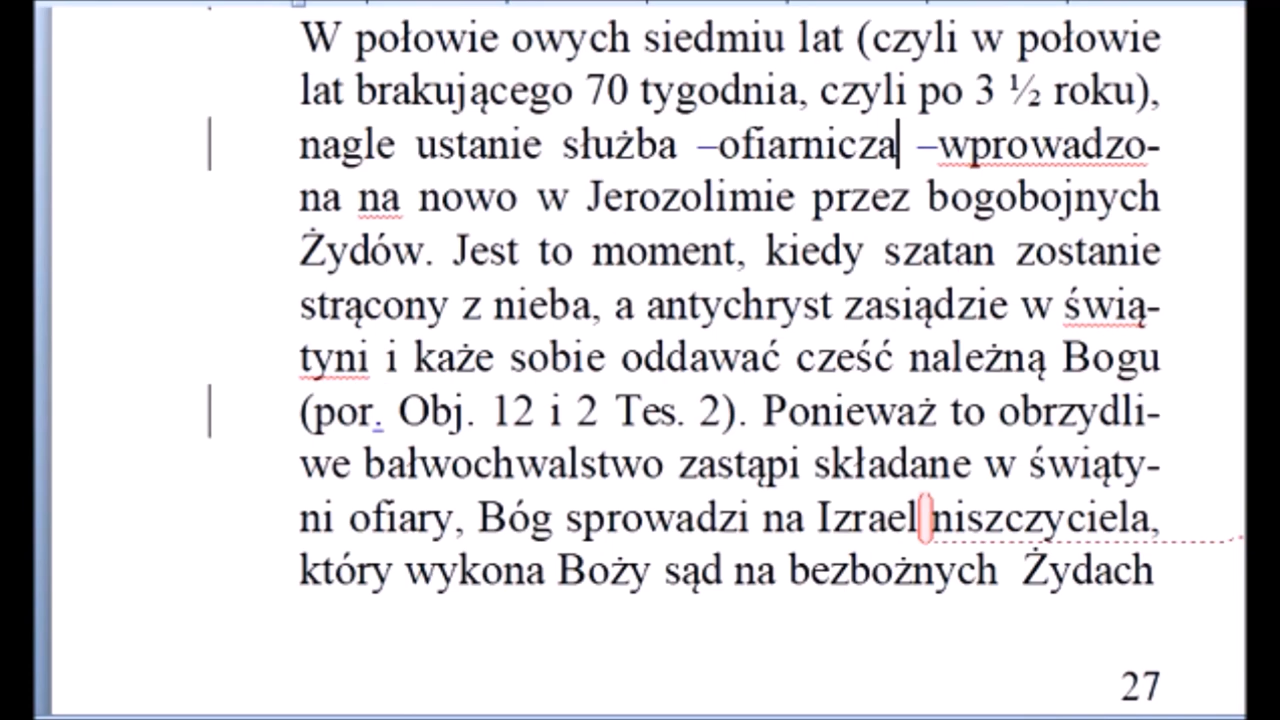 W połowie owych siedmiu lat (czyli w połowie
lat brakującego 70 tygodnia, czyli po 3 ½ roku),
nagle ustanie służba –ofiarnicza –wprowadzo-
na na nowo w Jerozolimie przez bogobojnych
Żydów. Jest to moment, kiedy szatan zostanie
strącony z nieba, a antychryst zasiądzie w świą-
tyni i każe sobie oddawać cześć należną Bogu
(por. Obj. 12 i 2 Tes. 2). Ponieważ to obrzydli-
we bałwochwalstwo zastąpi składane w święty-
ni ofiary, Bóg sprowadzi na Izrael niszczyciela,
który wykona Boży sąd na bezbożnych  Żydach
27